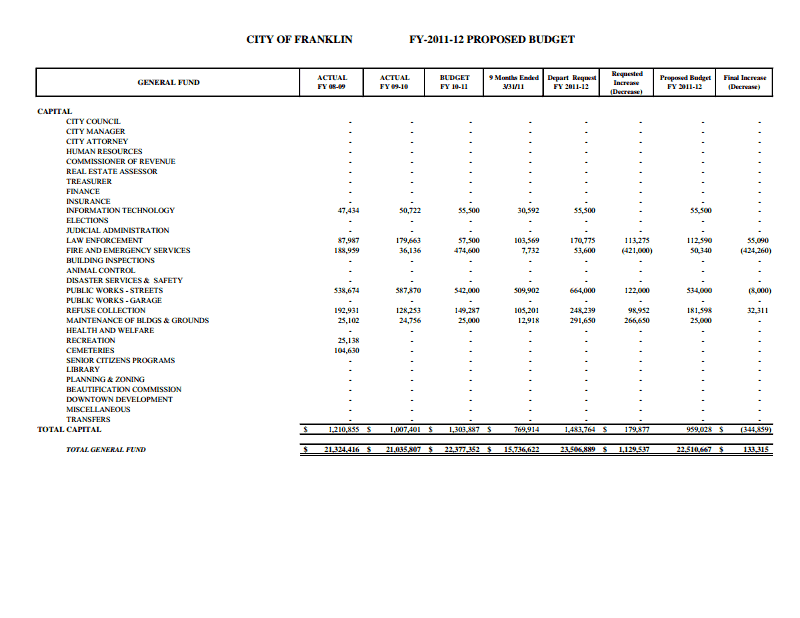 CITY OF FRANKLIN FY-2011-12 PROPOSED BUDGET
GENERAL FUND ACTUAL FY 08-09 ACTUAL FY 09-10 BUDGET FY 10-11 9 Months Ended 3/31/11 Depart Request FY 2011-12 Requested Increase (Decrease) Proposed Budget FY 2011-12 Final Increase (Decrease)
CAPITAL
CITY COUNCIL - - - - - - - -
CITY MANAGER - - - - - - - -
CITY ATTORNEY - - - - - - - -
HUMAN RESOURCES - - - - - - - -
COMMISSIONER OF REVENUE - - - - - - - -
REAL ESTATE ASSESSOR - - - - - - - -
TREASURER - - - - - - - -
FINANCE - - - - - - - -
INSURANCE - - - - - - - -
INFORMATION TECHNOLOGY 47,434 50,722 55,500 30,592 55,500 - 55,500 -
ELECTIONS - - - - - - - -
JUDICIAL ADMINISTRATION - - - - - - - -
LAW ENFORCEMENT 87,987 179,663 57,500 103,569 170,775 113,275 112,590 55,090
FIRE AND EMERGENCY SERVICES 188,959 36,136 474,600 7,732 53,600 (421,000) 50,340 (424,260)
BUILDING INSPECTIONS - - - - - - - -
ANIMAL CONTROL - - - - - - - -
DISASTER SERVICES & SAFETY - - - - - - - -
PUBLIC WORKS - STREETS 538,674 587,870 542,000 509,902 664,000 122,000 534,000 (8,000)
PUBLIC WORKS - GARAGE - - - - - - - -
REFUSE COLLECTION 192,931 128,253 149,287 105,201 248,239 98,952 181,598 32,311
MAINTENANCE OF BLDGS & GROUNDS 25,102 24,756 25,000 12,918 291,650 266,650 25,000 -
HEALTH AND WELFARE - - - - - - - -
RECREATION 25,138 - - - - - - -
CEMETERIES 104,630 - - - - - - -
SENIOR CITIZENS PROGRAMS - - - - - - - -
LIBRARY - - - - - - - -
PLANNING & ZONING - - - - - - - -
BEAUTIFICATION COMMISSION - - - - - - - -
DOWNTOWN DEVELOPMENT - - - - - - - -
MISCELLANEOUS - - - - - - - -
TRANSFERS - - - - - - - -
TOTAL CAPITAL $ 1,210,855 $ 1,007,401 $ 1,303,887 $ 769,914 1,483,764 $ 179,877 959,028 $ (344,859)
TOTAL GENERAL FUND $ 21,324,416 $ 21,035,807 $ 22,377,352 $ 15,736,622 23,506,889 $ 1,129,537 22,510,667 $ 133,315